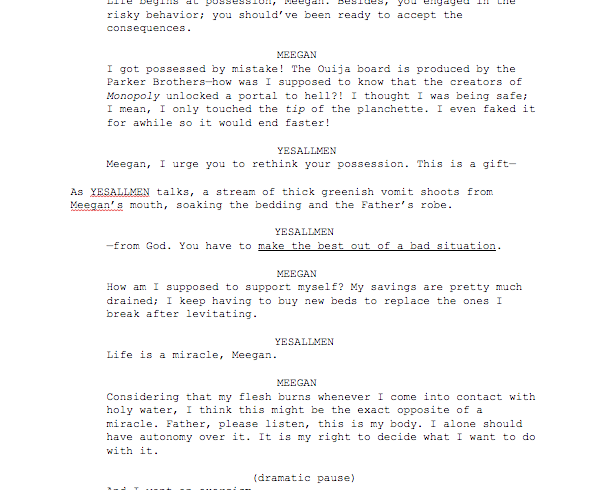 Life begins at possession, Meegan. Besides, you engaged in the
risky behavior; you should've been ready to accept the
consequences.
MEEGAN
I got possessed by mistake! The Ouija board is produced by the
Parker Brothers—how was I supposed to know that the creators of
Monopoly unlocked a portal to hell?! I thought I was being safe;
I mean, I only touched the tip of the planchette. I even faked it
for awhile so it would end faster!
YESALLMEN
Meegan, I urge you to rethink your possession. This is a gift—
As YESALLMEN talks, a stream of thick greenish vomit shoots from
Meegan's mouth, soaking the bedding and the Father's robe.
YESALLMEN
—from God. You have to make the best out of a bad situation.
MEEGAN
How am I supposed to support myself? My savings are pretty much
drained; I keep having to buy new beds to replace the ones I
break after levitating.
YESALLMEN
Life is a miracle, Meegan.
MEEGAN
Considering that my flesh burns whenever I come into contact with
holy water, I think this might be the exact opposite of a
miracle. Father, please listen, this is my body. I alone should
have autonomy over it. It is my right to decide what I want to do
with it.
(dramatic pause)
And I want an exorcism